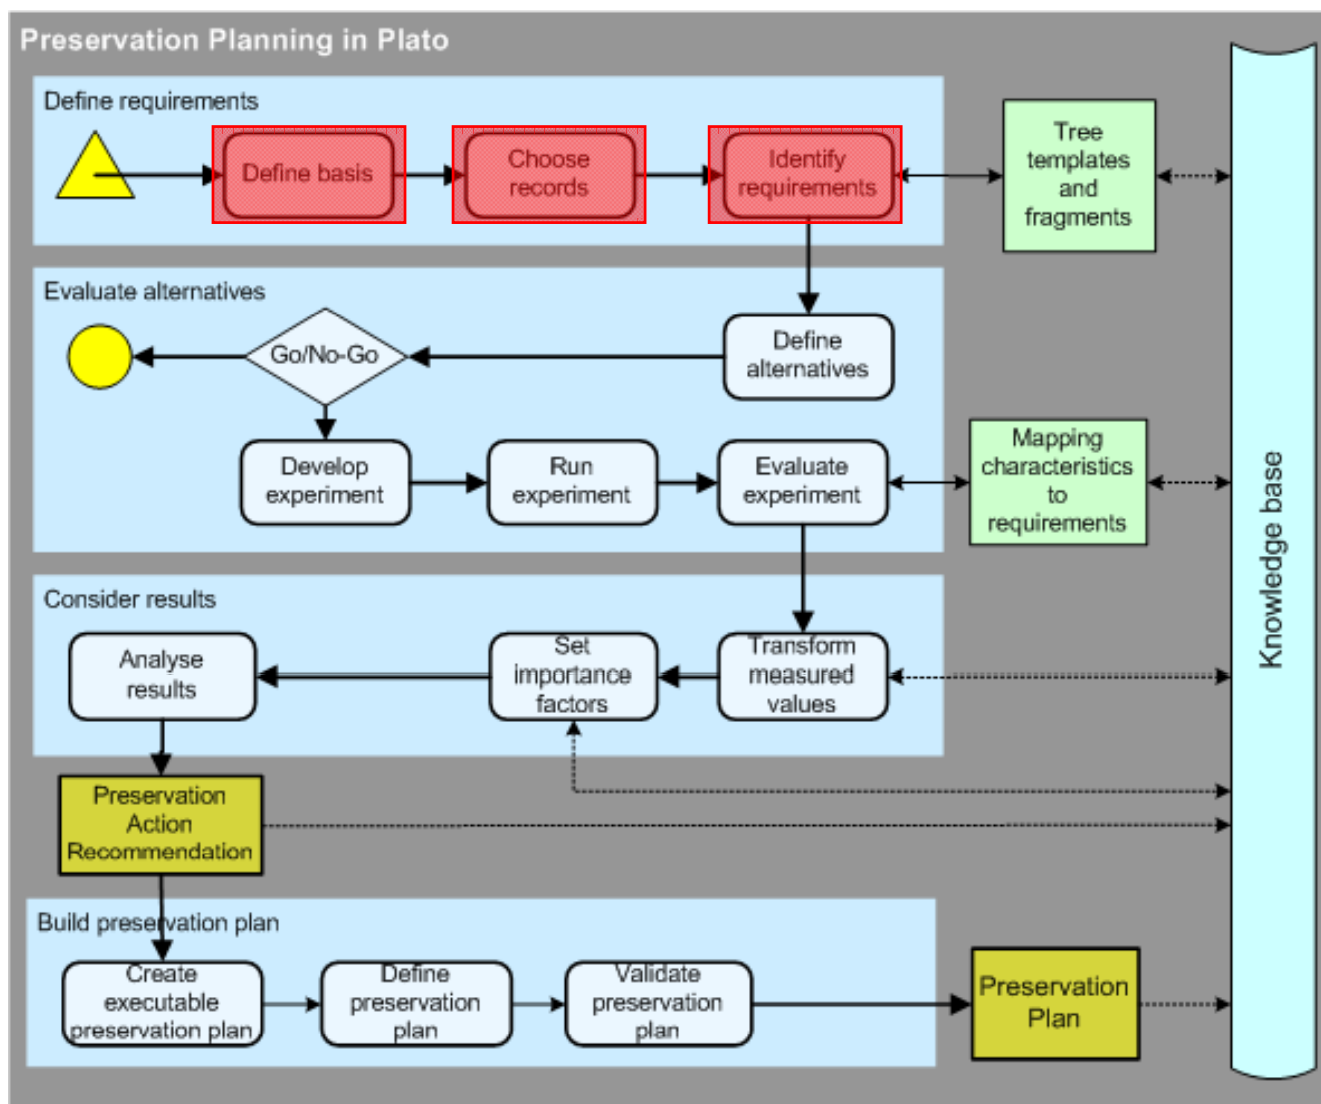 Preservation Planning in Plato
Define requirements
Define basis
Choose
records
Identify
requirements
Tree
templates
and
fragments
Evaluate alternatives
Go/No-Go
Define
alternatives
Develop
experiment
Run
experiment
Evaluate
experiment
Mapping
characteristics
to
requirements
Knowledge base
Consider results
Analyse
results
Set
importance
factors
Transform
measured
values
Preservation
Action
Recommendation
Build preservation plan
Create
executable
preservation plan
Define
preservation
plan
Validate
preservation
plan
Preservation
Plan